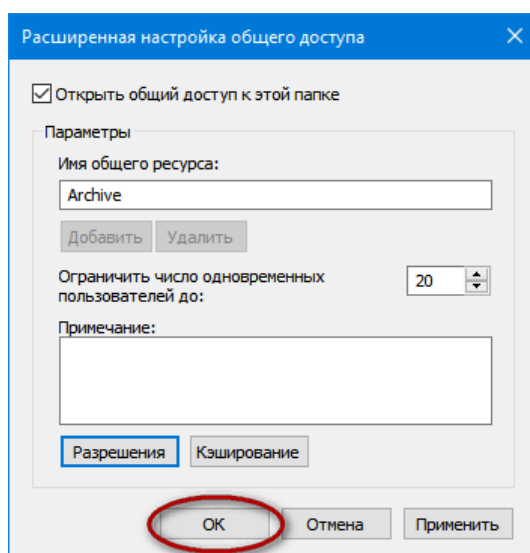 Расширенная настройка общего доступа
Открыть общий доступ к этой папке
Параметры
Имя общего ресурса:
Archive
Добавить Удалить
Ограничить число одновременных
пользователей до:
20
Примечание:
Разрешения Кэширование
ОК Отмена Применить